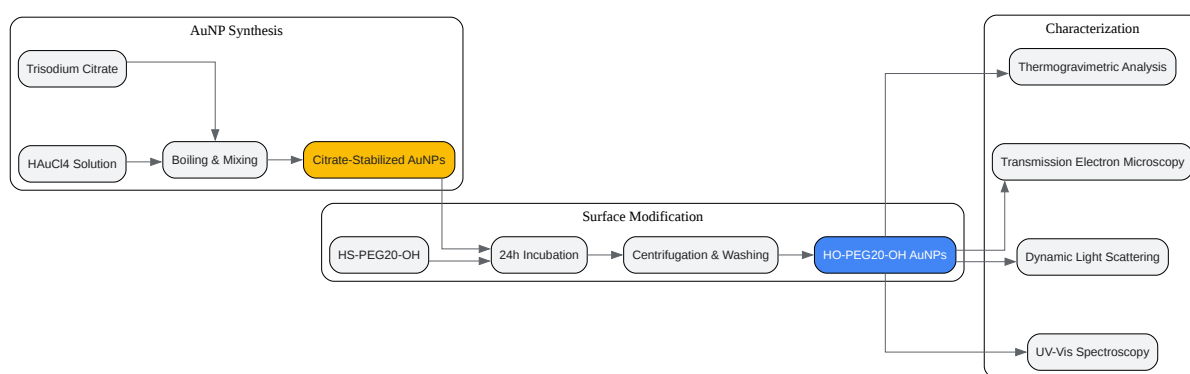 AuNP Synthesis
Trisodium Citrate
HAuCl4 Solution
Boiling & Mixing
Citrate-Stabilized AuNPs
Surface Modification
HS-PEG20-OH
24h Incubation
Centrifugation & Washing
HO-PEG20-OH AuNPs
Characterization
Thermogravimetric Analysis
Transmission Electron Microscopy
Dynamic Light Scattering
UV-Vis Spectroscopy